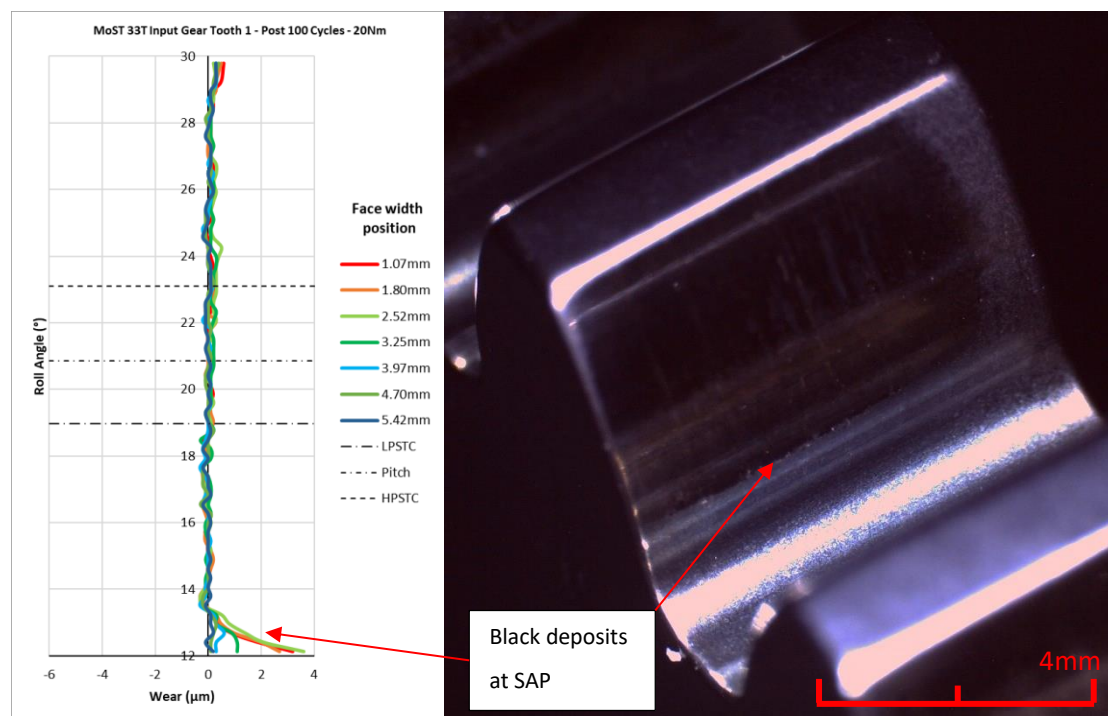 MoST 33T Input Gear Tooth 1 - Post 100 Cycles - 20Nm
30
28
26
24
22
20
18
16
14
12
Roll Angle (°)
-6
-4
-2
0
2
4
Wear (µm)
Face width
position
1.07mm
1.80mm
2.52mm
3.25mm
3.97mm
4.70mm
5.42mm
LPSTC
Pitch
HPSTC
Black deposits
at SAP
4mm